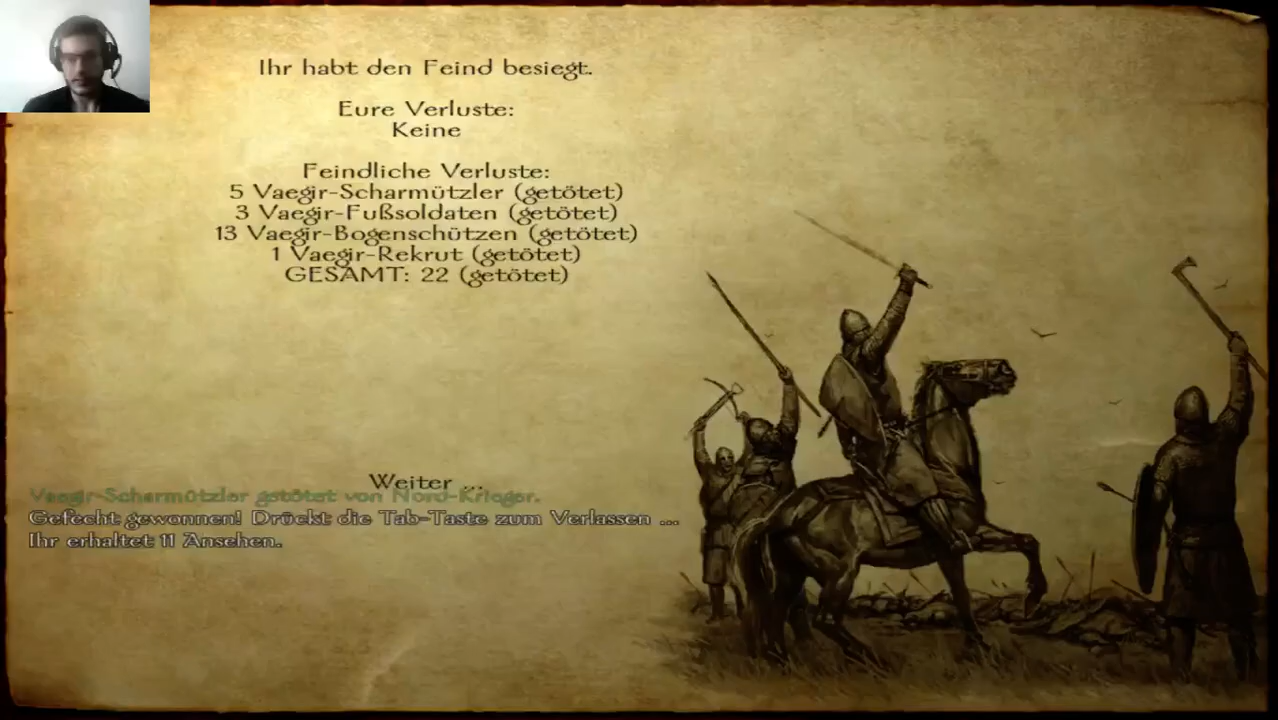 Ihr habt den Feind besiegt.
Eure Verluste:
Keine
Feindliche Verluste:
5 Vaegir-Scharmützler (getötet)
3 Vaegir-Fußsoldaten (getötet)
13 Vaegir-Bogenschützen (getötet)
1 Vaegir-Rekrut (getötet)
GESAMT: 22 (getötet)
Weiter ...
Vaegir-Scharmützler getötet von Nord-Krieger.
Gefecht gewonnen! Drückt die Tab-Taste zum Verlassen ...
Ihr erhaltet 11 Ansehen.